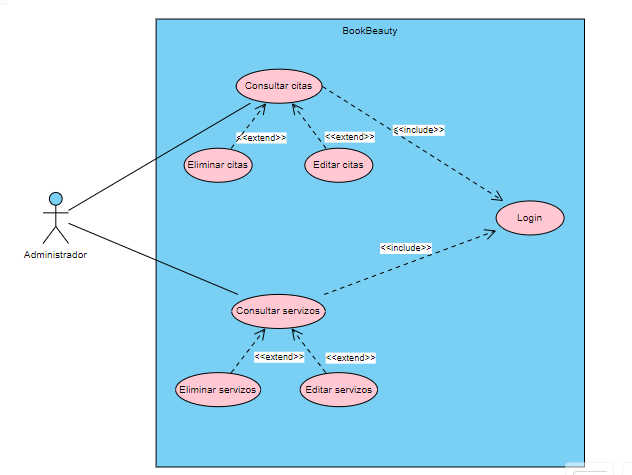 BookBeauty
Consultar citas
<<include>>
<<extend>>
<<extend>>
Eliminar citas
Editar citas
Login
Administrador
<<include>>
Consultar servizos
<<extend>>
<<extend>>
Eliminar servizos
Editar servizos